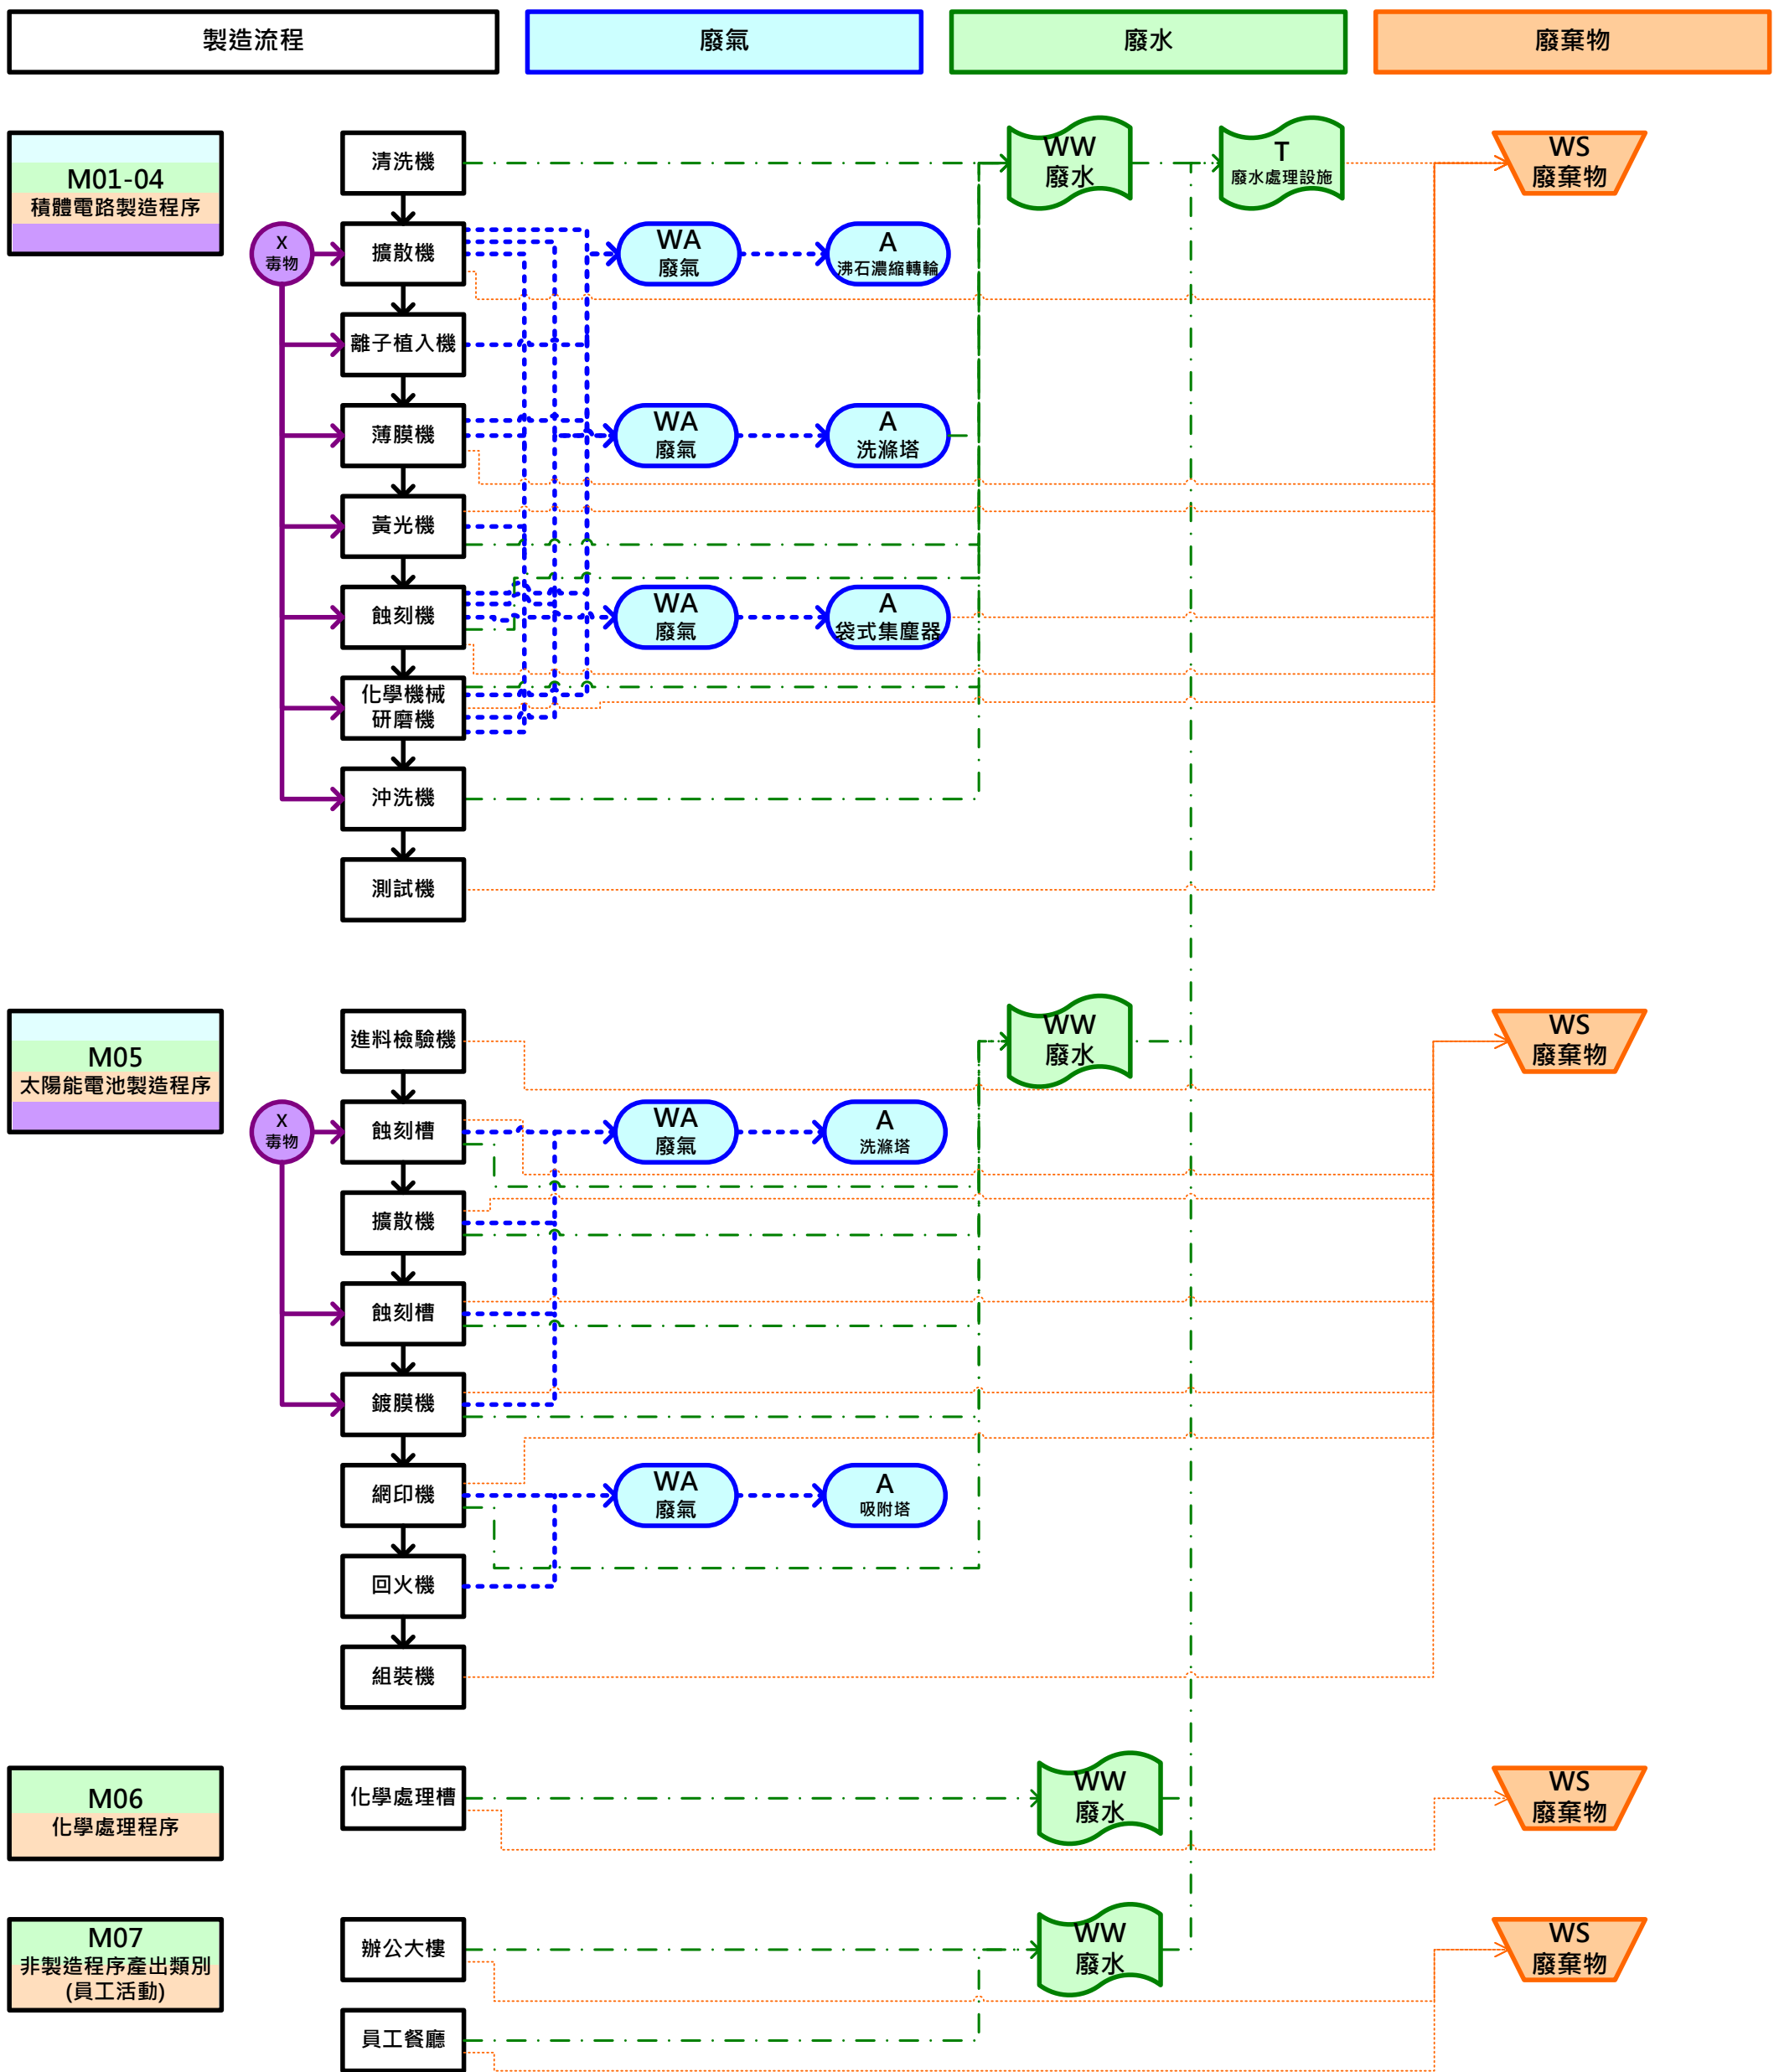 製造流程
廢氣
廢水
廢棄物
M01-04
積體電路製造程序
X
毒物
清洗機
擴散機
離子植入機
薄膜機
黃光機
蝕刻機
化學機械
研磨機
沖洗機
測試機
WA
廢氣
A
沸石濃縮轉輪
WA
廢氣
A
洗滌塔
WA
廢氣
A
袋式集塵器
WW
廢水
T
廢水處理設施
WS
廢棄物
M05
太陽能電池製造程序
X
毒物
進料檢驗機
蝕刻槽
擴散機
蝕刻槽
鍍膜機
網印機
回火機
組裝機
WA
廢氣
A
洗滌塔
WA
廢氣
A
吸附塔
WW
廢水
WS
廢棄物
M06
化學處理程序
化學處理槽
WW
廢水
WS
廢棄物
M07
非製造程序產出類別
(員工活動)
辦公大樓
員工餐廳
WW
廢水
WS
廢棄物